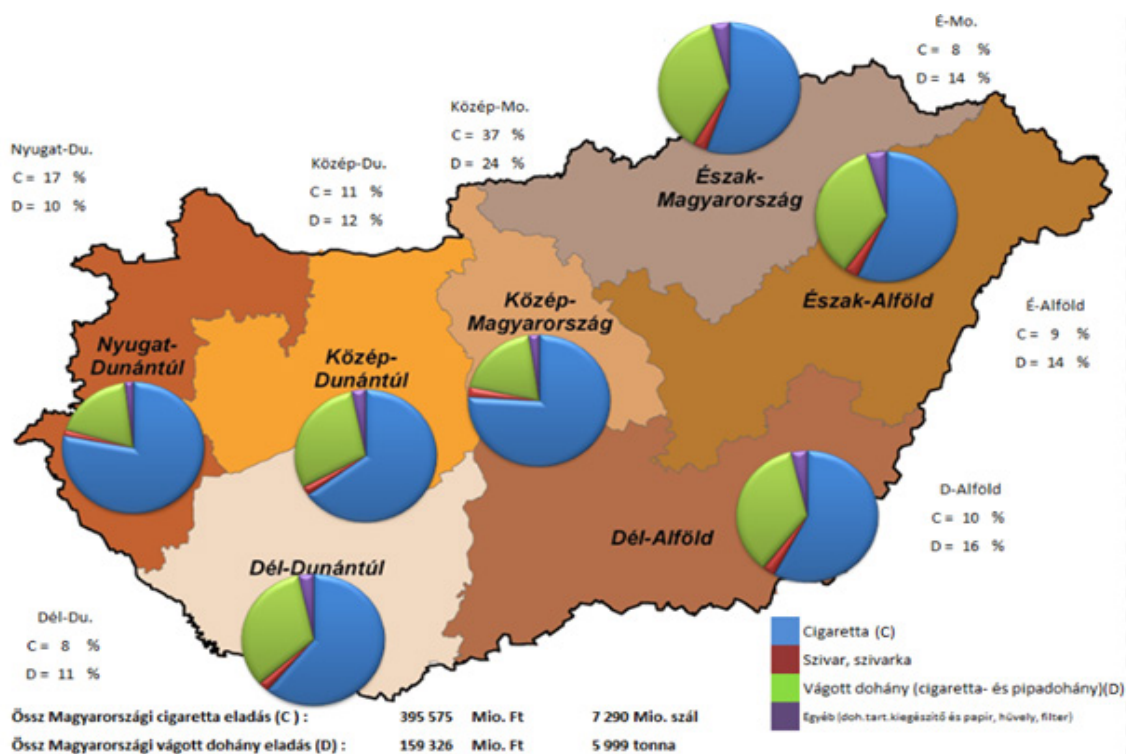 É-Mo.
C = 8 %
D = 14 %
Közép-Mo.
C = 37 %
D = 24 %
Nyugat-Du.
C = 17 %
D = 10 %
Közép-Du.
C = 11 %
D = 12 %
Észak-
Magyarország
Észak-Alföld
Közép-
Magyarország
É-Alföld
C = 9 %
D = 14 %
Nyugat-
Dunántúl
Közép-
Dunántúl
D-Alföld
C = 10 %
D = 16 %
Dél-Alföld
Dél-Dunántúl
Dél-Du.
C = 8 %
D = 11 %
Cigaretta (C)
Szivar, szivarka
Vágott dohány (cigaretta- és pipadohány)(D)
Egyéb (doh.tart.kiegészítő és papír, hüvely, filter)
Össz Magyarországi cigaretta eladás (C ) : 395 575 Mio. Ft 7 290 Mio. szál
Össz Magyarországi vágott dohány eladás (D) : 159 326 Mio. Ft 5 999 tonna